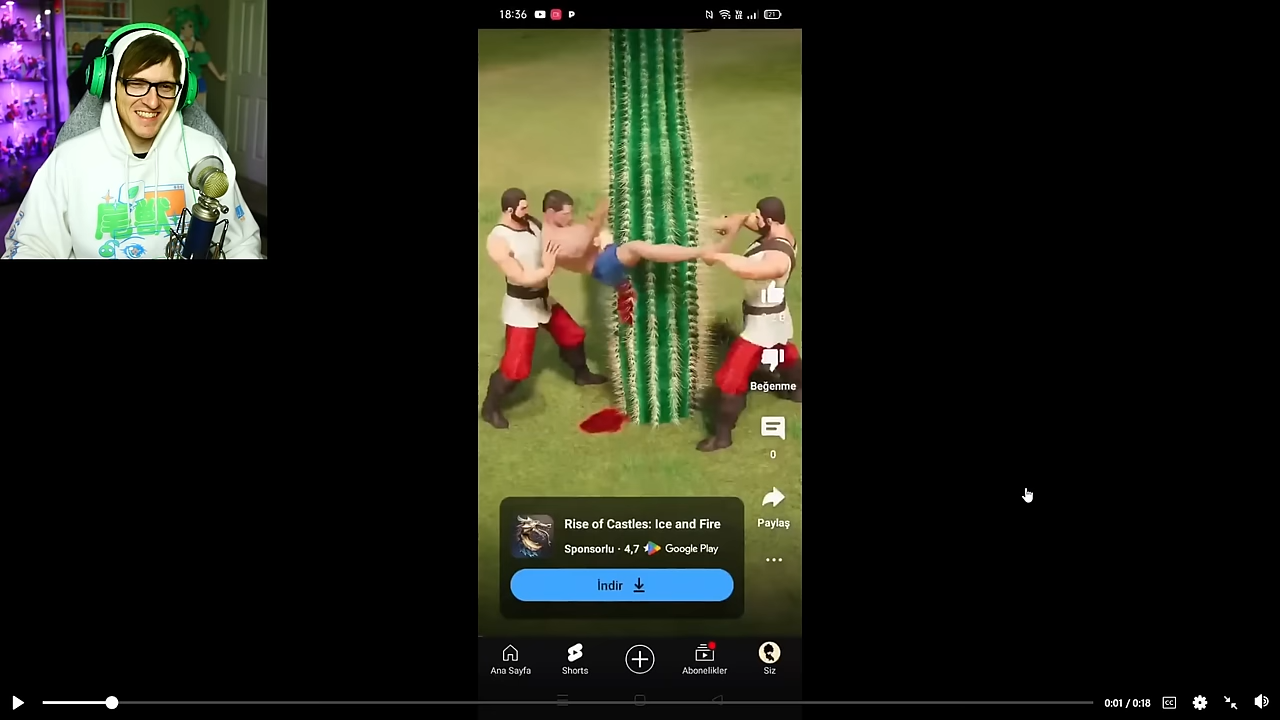 18:36
Beğenme
0
Paylaş
Rise of Castles: Ice and Fire
Sponsorlu · 4,7 Google Play
İndir
Ana Sayfa
Shorts
Abonelikler
Siz
0:01 / 0:18
CC